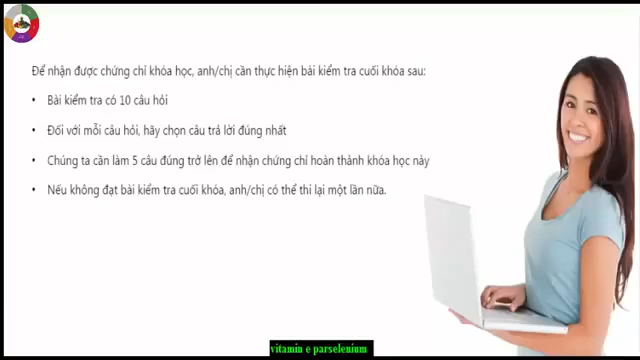 Để nhận được chứng chỉ khóa học, anh/chị cần thực hiện bài kiểm tra cuối khóa sau:
• Bài kiểm tra có 10 câu hỏi
• Đối với mỗi câu hỏi, hãy chọn câu trả lời đúng nhất
• Chúng ta cần làm 5 câu đúng trở lên để nhận chứng chỉ hoàn thành khóa học này
• Nếu không đạt bài kiểm tra cuối khóa, anh/chị có thể thi lại một lần nữa.
vitamin e parselenium